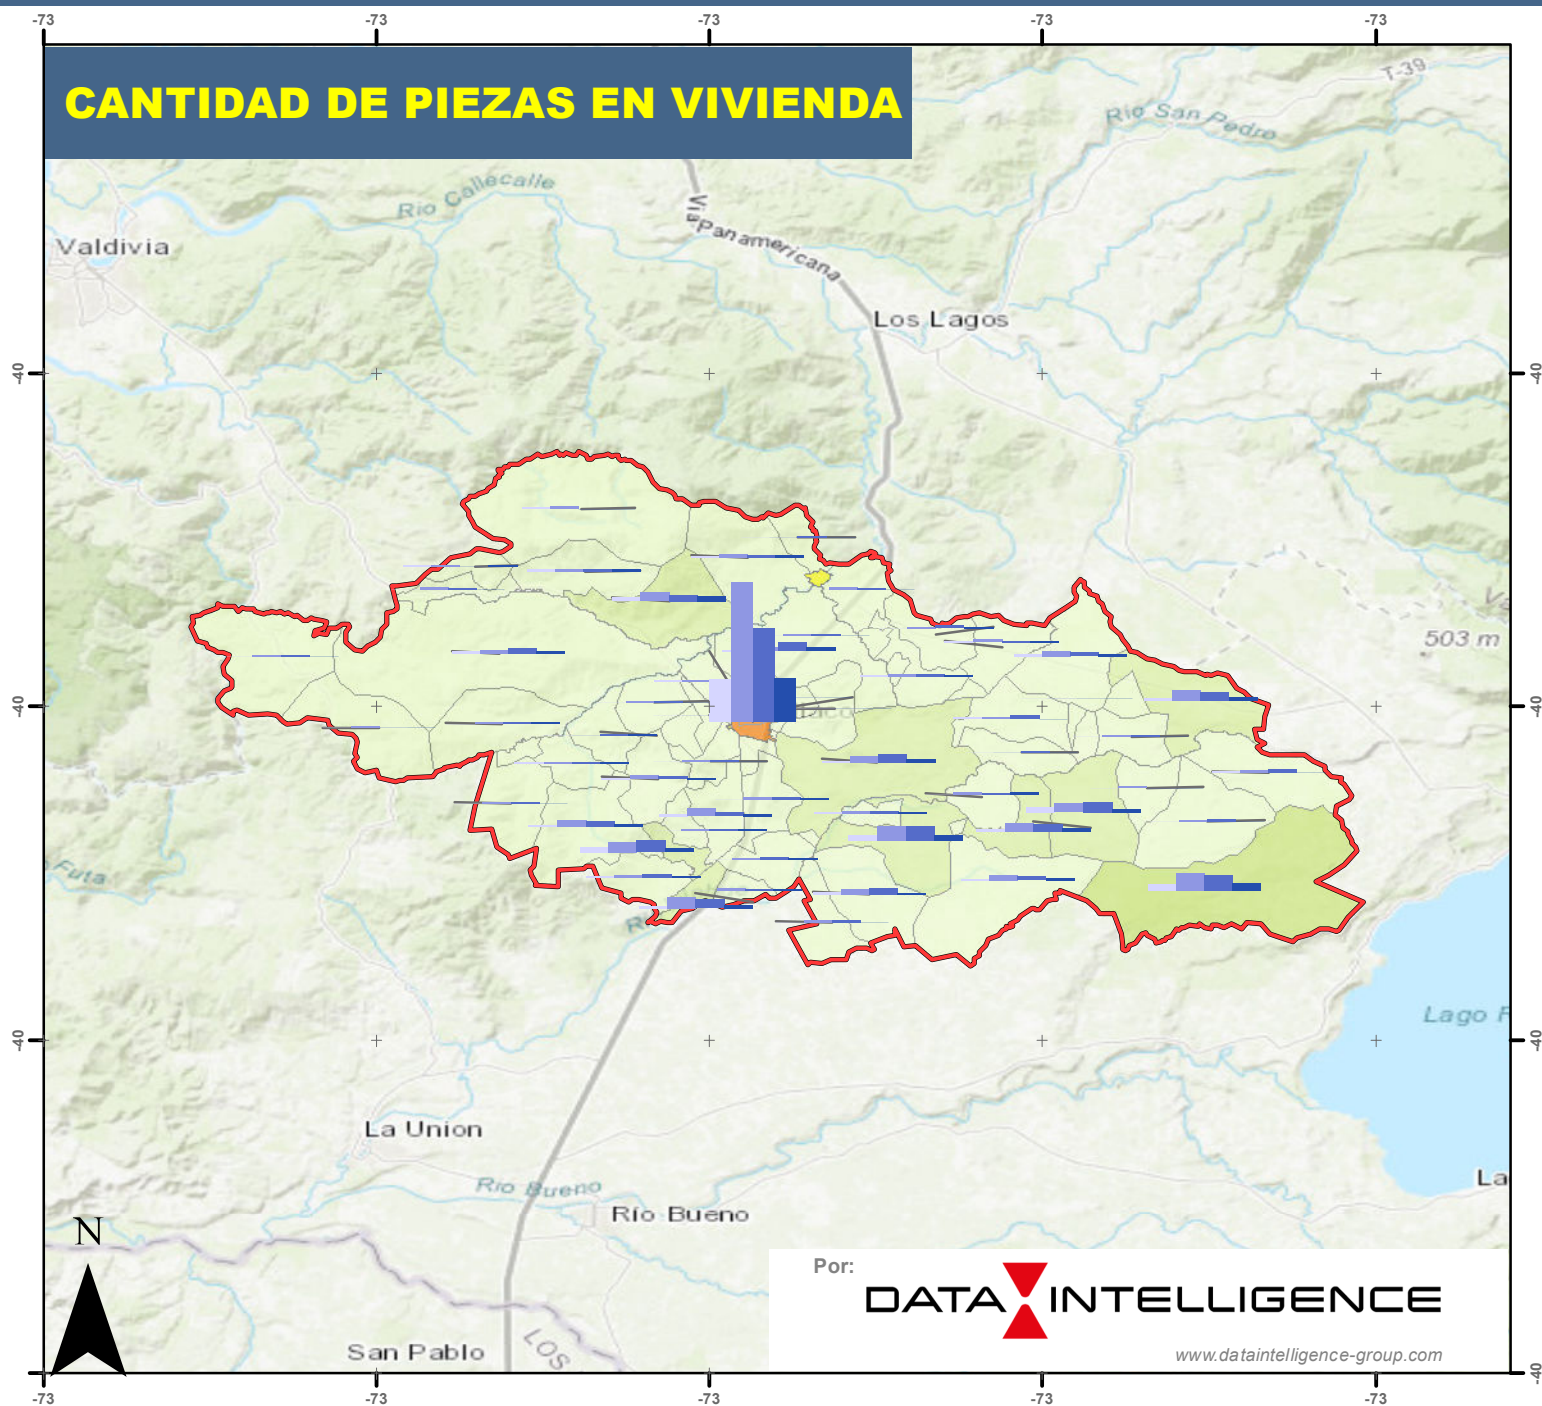 -73 -73 -73 -73 -73
CANTIDAD DE PIEZAS EN VIVIENDA
T-39
Rio San Pedro
Rio Callecalle
Via Panamericana
Valdivia
Los Lagos
-40 -40
503 m
-40 -40
Futa
Lago
-40 -40
La Union
Rio Bueno
La
Río Bueno
N
Por:
DATA INTELLIGENCE
San Pablo
LOS
www.dataintelligence-group.com
-40
-73 -73 -73 -73 -73